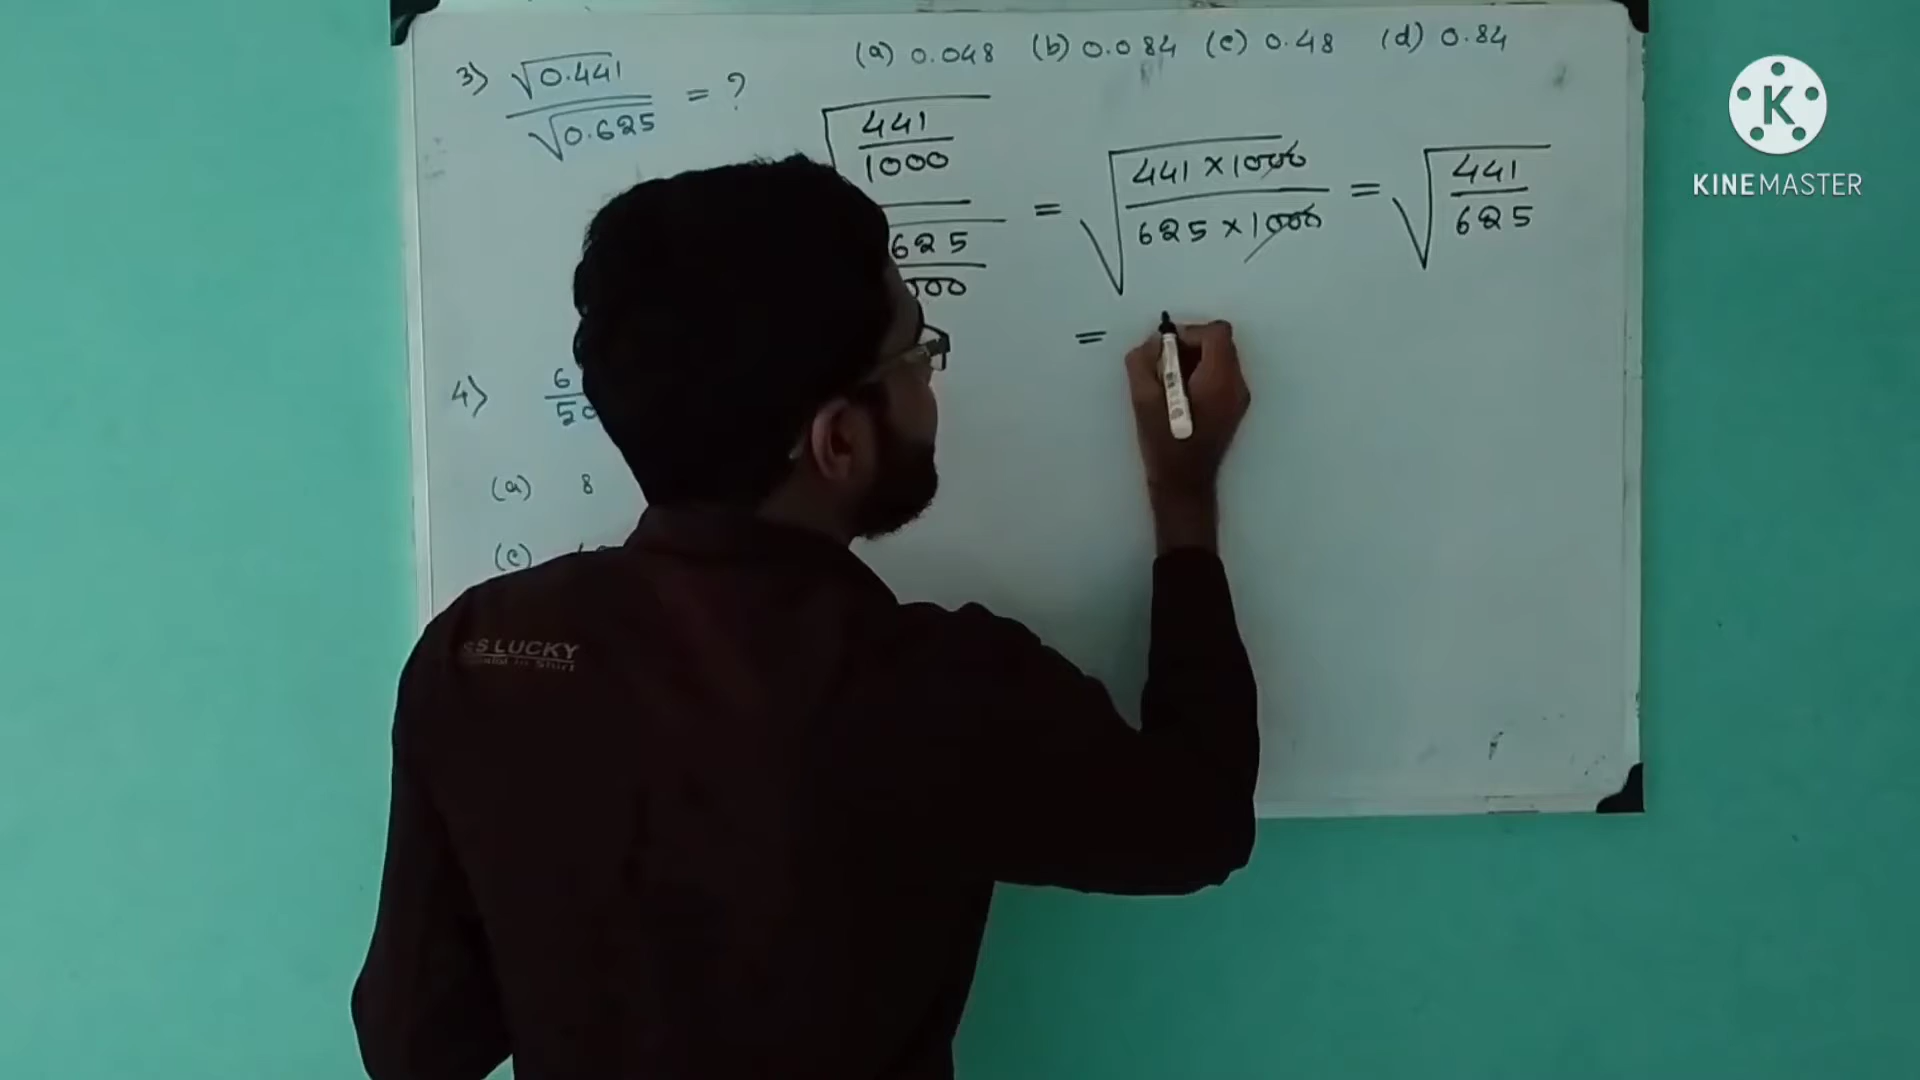 3) √0.441 / √0.625 = ?
(a) 0.048 (b) 0.084 (c) 0.48 (d) 0.84
√441/1000
625
= √441 × 1000 / 625 × 1000 = √441 / 625
=
4) 6
(a) 8
(c)
SS LUCKY
K
KINEMASTER